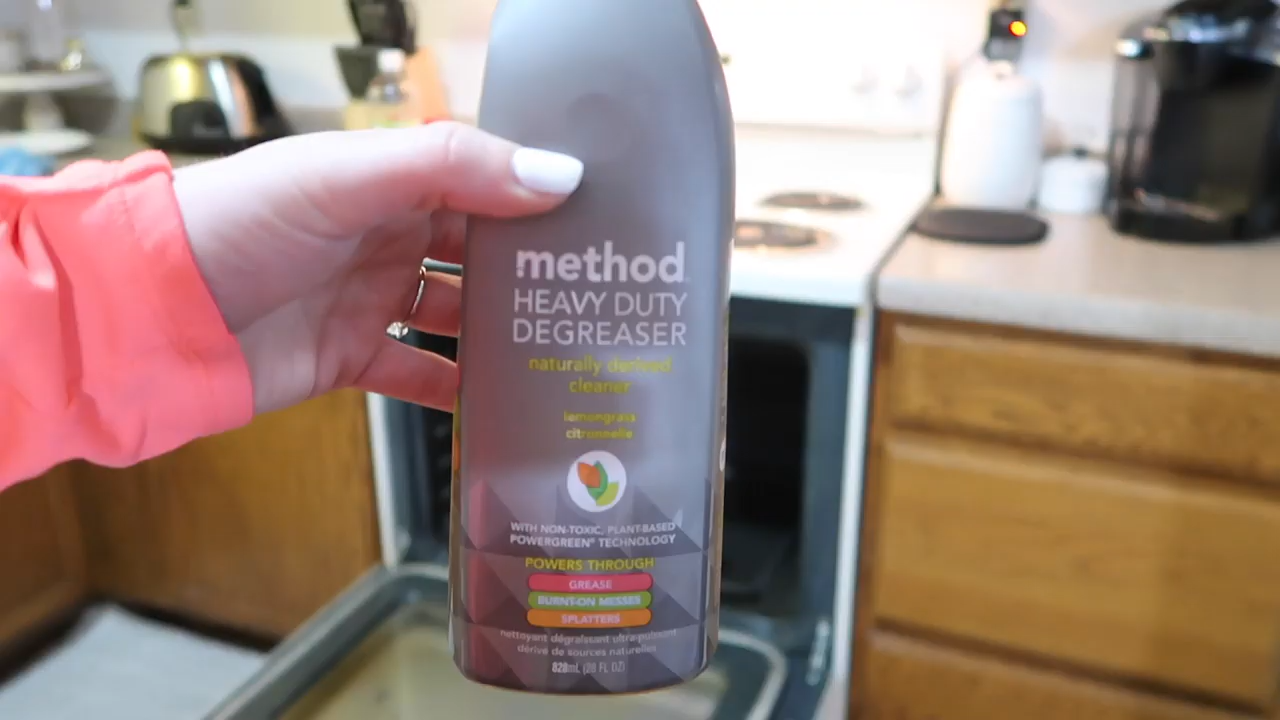 method
HEAVY DUTY
DEGREASER
naturally derived
cleaner
lemongrass
citronnelle
WITH NON-TOXIC, PLANT-BASED
POWERGREEN® TECHNOLOGY
POWERS THROUGH
GREASE
BURNT-ON MESSES
SPLATTERS
nettoyant dégraissant ultra-puissant
dérivé de sources naturelles
828mL (28 FL OZ)